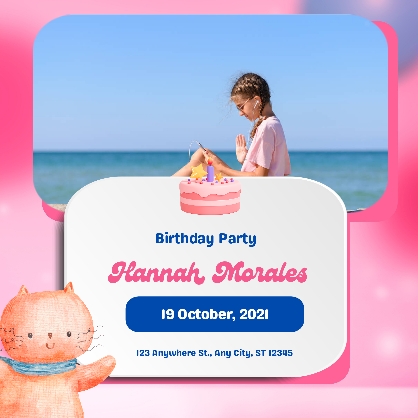 Birthday Party
Hannah Morales
19 October, 2021
123 Anywhere St., Any City, ST 12345